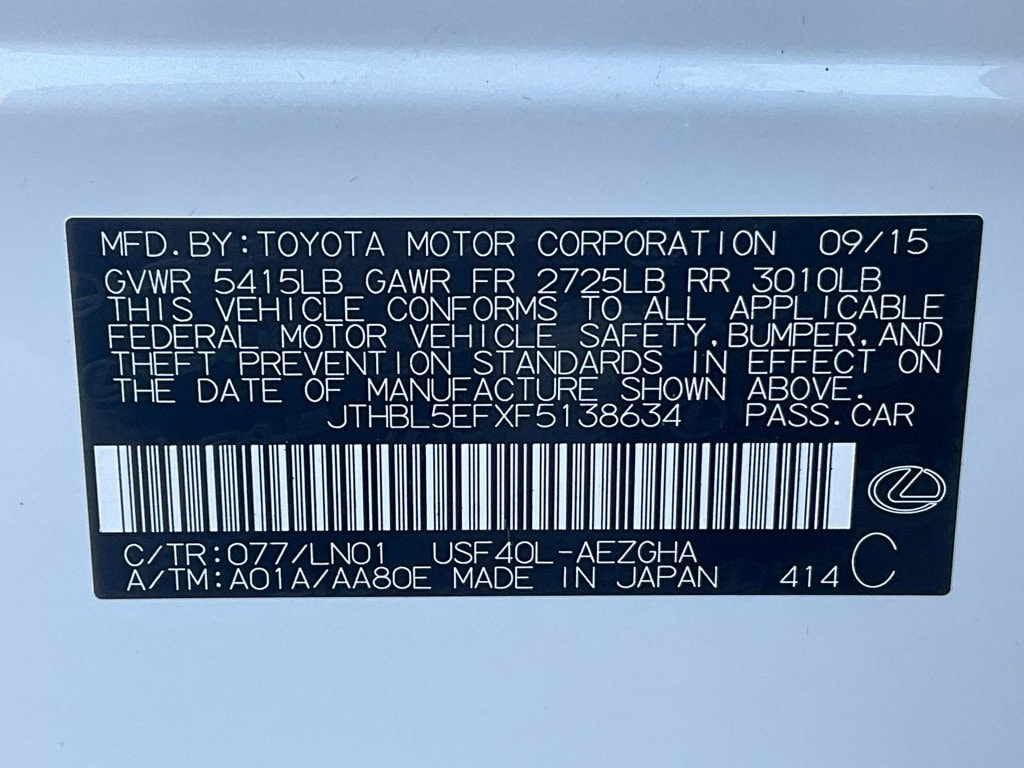 MFD. BY: TOYOTA MOTOR CORPORATION 09/15
GVWR 5415LB GAWR FR 2725LB RR 3010LB
THIS VEHICLE CONFORMS TO ALL APPLICABLE
FEDERAL MOTOR VEHICLE SAFETY, BUMPER, AND
THEFT PREVENTION STANDARDS IN EFFECT ON
THE DATE OF MANUFACTURE SHOWN ABOVE.
JTHBL5EFXF5138634 PASS. CAR
C/TR: 077/LN01 USF40L-AEZGHA
A/TM: A01A/AA80E MADE IN JAPAN 414 C